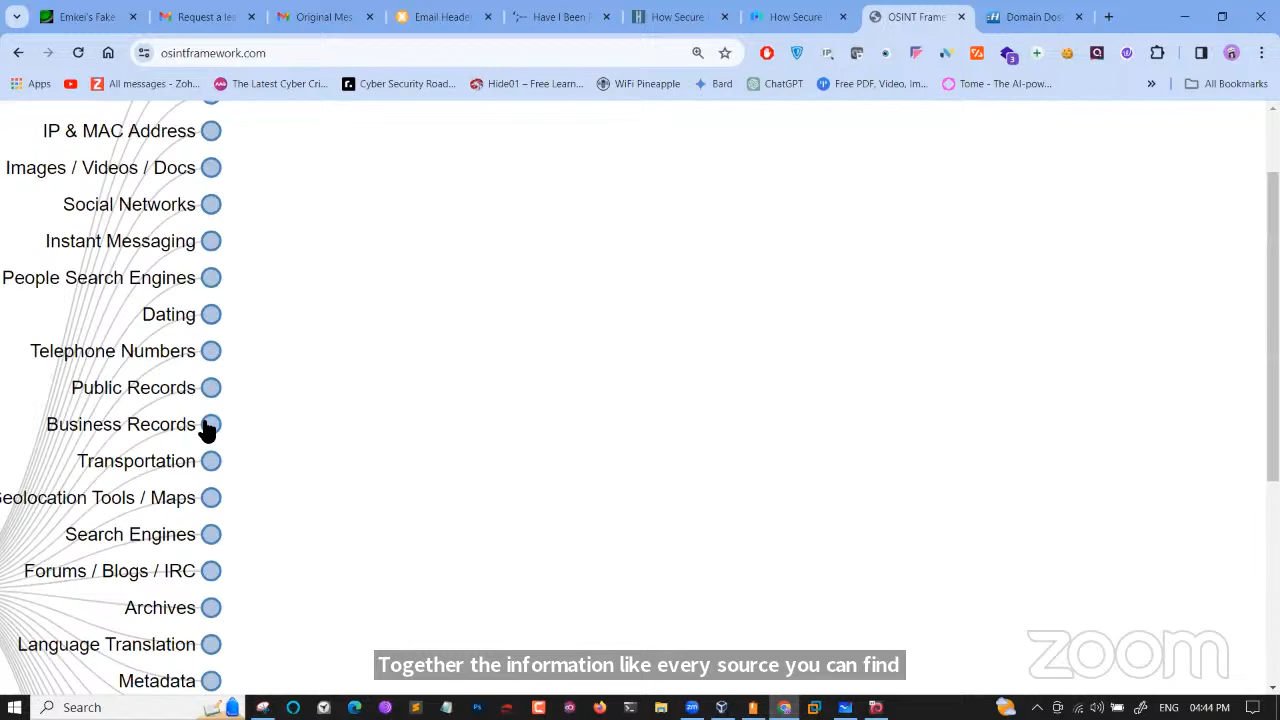 Emkei's Fake
Request a les
Original Mes
Email Header
Have I Been P
How Secure
How Secure
OSINT Frame
Domain Dos
osintframework.com
Apps
All messages - Zoh...
The Latest Cyber Cri...
Cyber Security Road...
Hide01 – Free Learn...
WiFi Pineapple
Bard
ChatGPT
Free PDF, Video, Im...
Tome - The AI-pow...
All Bookmarks
IP & MAC Address
Images / Videos / Docs
Social Networks
Instant Messaging
People Search Engines
Dating
Telephone Numbers
Public Records
Business Records
Transportation
Geolocation Tools / Maps
Search Engines
Forums / Blogs / IRC
Archives
Language Translation
Metadata
Together the information like every source you can find
zoom
Search
ENG
04:44 PM